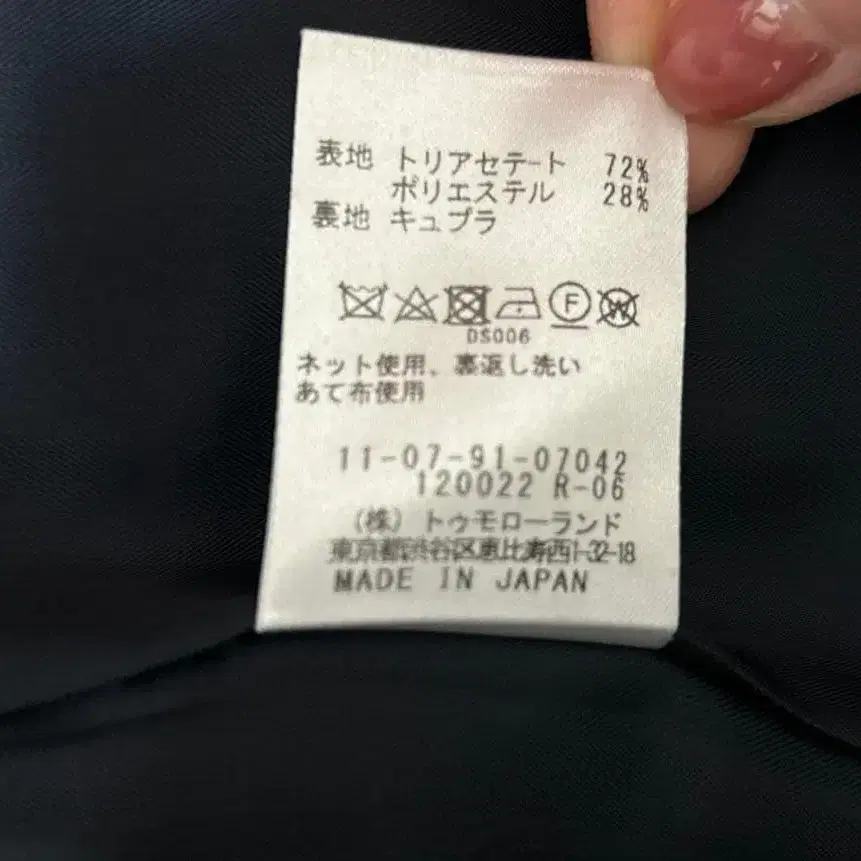 表地 トリアセテート 72%
ポリエステル 28%
裏地 キュプラ
F W
DS006
ネット使用、裏返し洗い
あて布使用
11-07-91-07042
120022 R-06
(株) トゥモローランド
東京都渋谷区恵比寿西1-32-18
MADE IN JAPAN